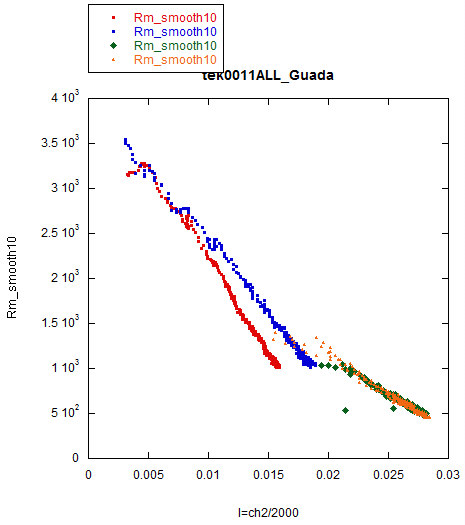 Rm_smooth10
Rm_smooth10
Rm_smooth10
Rm_smooth10
tek0011ALL_Guada
4 10³
3.5 10³
3 10³
2.5 10³
2 10³
1.5 10³
1 10³
5 10²
0
Rm_smooth10
0 0.005 0.01 0.015 0.02 0.025 0.03
I=ch2/2000